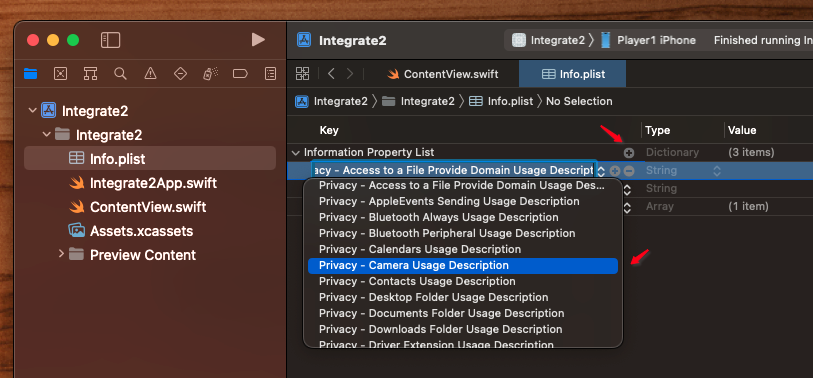 Integrate2
Integrate2 〉 Player1 iPhone
Finished running In
ContentView.swift
Info.plist
Integrate2 〉 Integrate2 〉 Info.plist 〉 No Selection
Integrate2
Integrate2
Info.plist
Integrate2App.swift
ContentView.swift
Assets.xcassets
Preview Content
Key Type Value
Information Property List Dictionary (3 items)
acy - Access to a File Provide Domain Usage Descript String
String
Array (1 item)
Privacy - Access to a File Provide Domain Usage Des...
Privacy - AppleEvents Sending Usage Description
Privacy - Bluetooth Always Usage Description
Privacy - Bluetooth Peripheral Usage Description
Privacy - Calendars Usage Description
Privacy - Camera Usage Description
Privacy - Contacts Usage Description
Privacy - Desktop Folder Usage Description
Privacy - Documents Folder Usage Description
Privacy - Downloads Folder Usage Description
Privacy - Driver Extension Usage Description